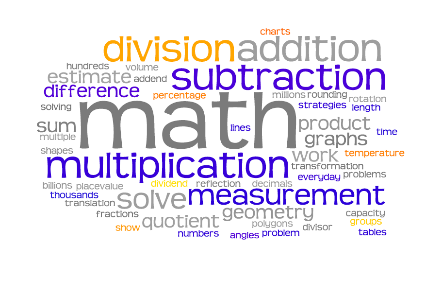 charts
division addition
hundreds volume
estimate addend subtraction
difference percentage millions rounding rotation
solving strategies length
math
sum lines product time
multiple graphs
shapes work temperature
multiplication transformation
everyday problems
billions placevalue dividend reflection decimals
thousands solve measurement
translation
fractions quotient geometry capacity
show polygons divisor groups
numbers angles problem tables